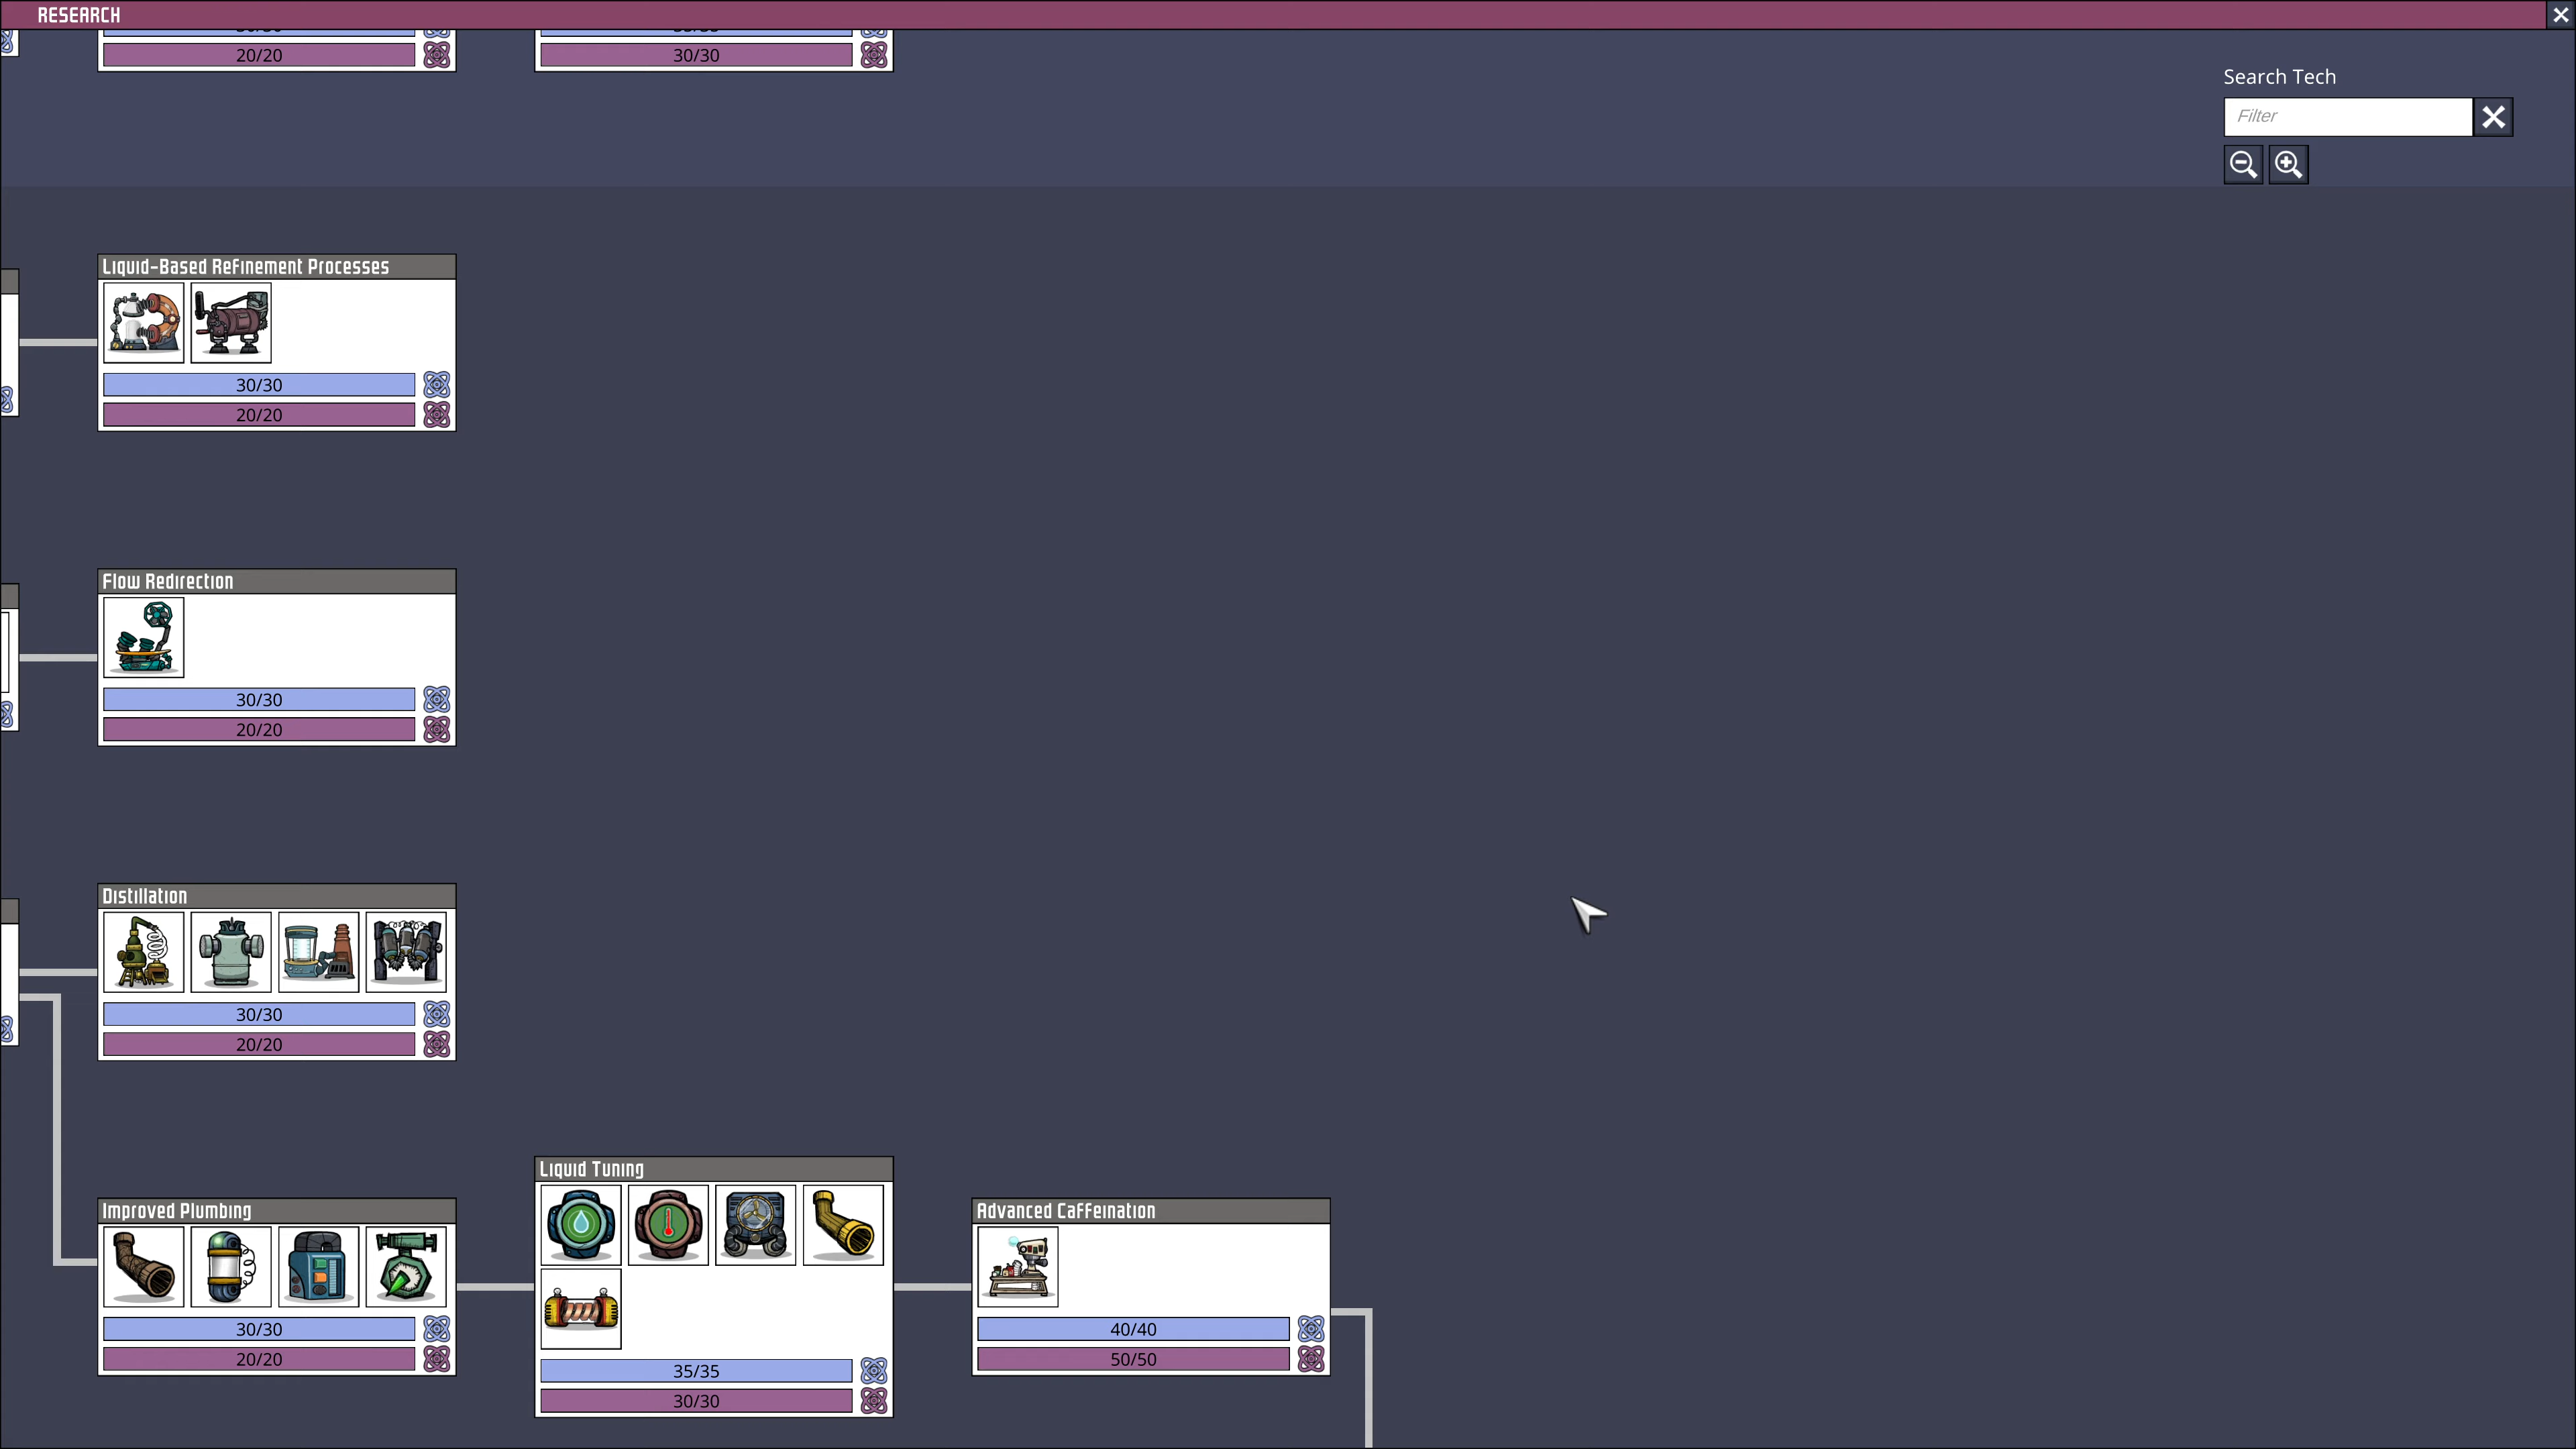 RESEARCH
20/20
30/30
Search Tech
Filter
Liquid-Based Refinement Processes
30/30
20/20
Flow Redirection
30/30
20/20
Distillation
30/30
20/20
Improved Plumbing
30/30
20/20
Liquid Tuning
35/35
30/30
Advanced Caffeination
40/40
50/50